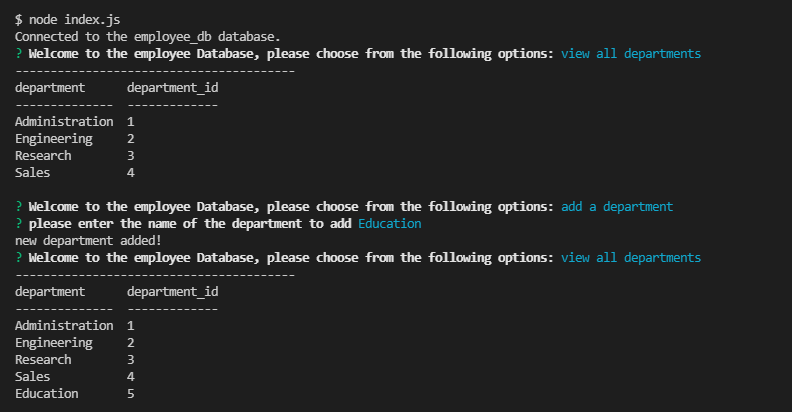 $ node index.js
Connected to the employee_db database.
? Welcome to the employee Database, please choose from the following options: view all departments
----------------------------------------
department      department_id
--------------  -------------
Administration  1
Engineering     2
Research        3
Sales           4
? Welcome to the employee Database, please choose from the following options: add a department
? please enter the name of the department to add Education
new department added!
? Welcome to the employee Database, please choose from the following options: view all departments
----------------------------------------
department      department_id
--------------  -------------
Administration  1
Engineering     2
Research        3
Sales           4
Education       5